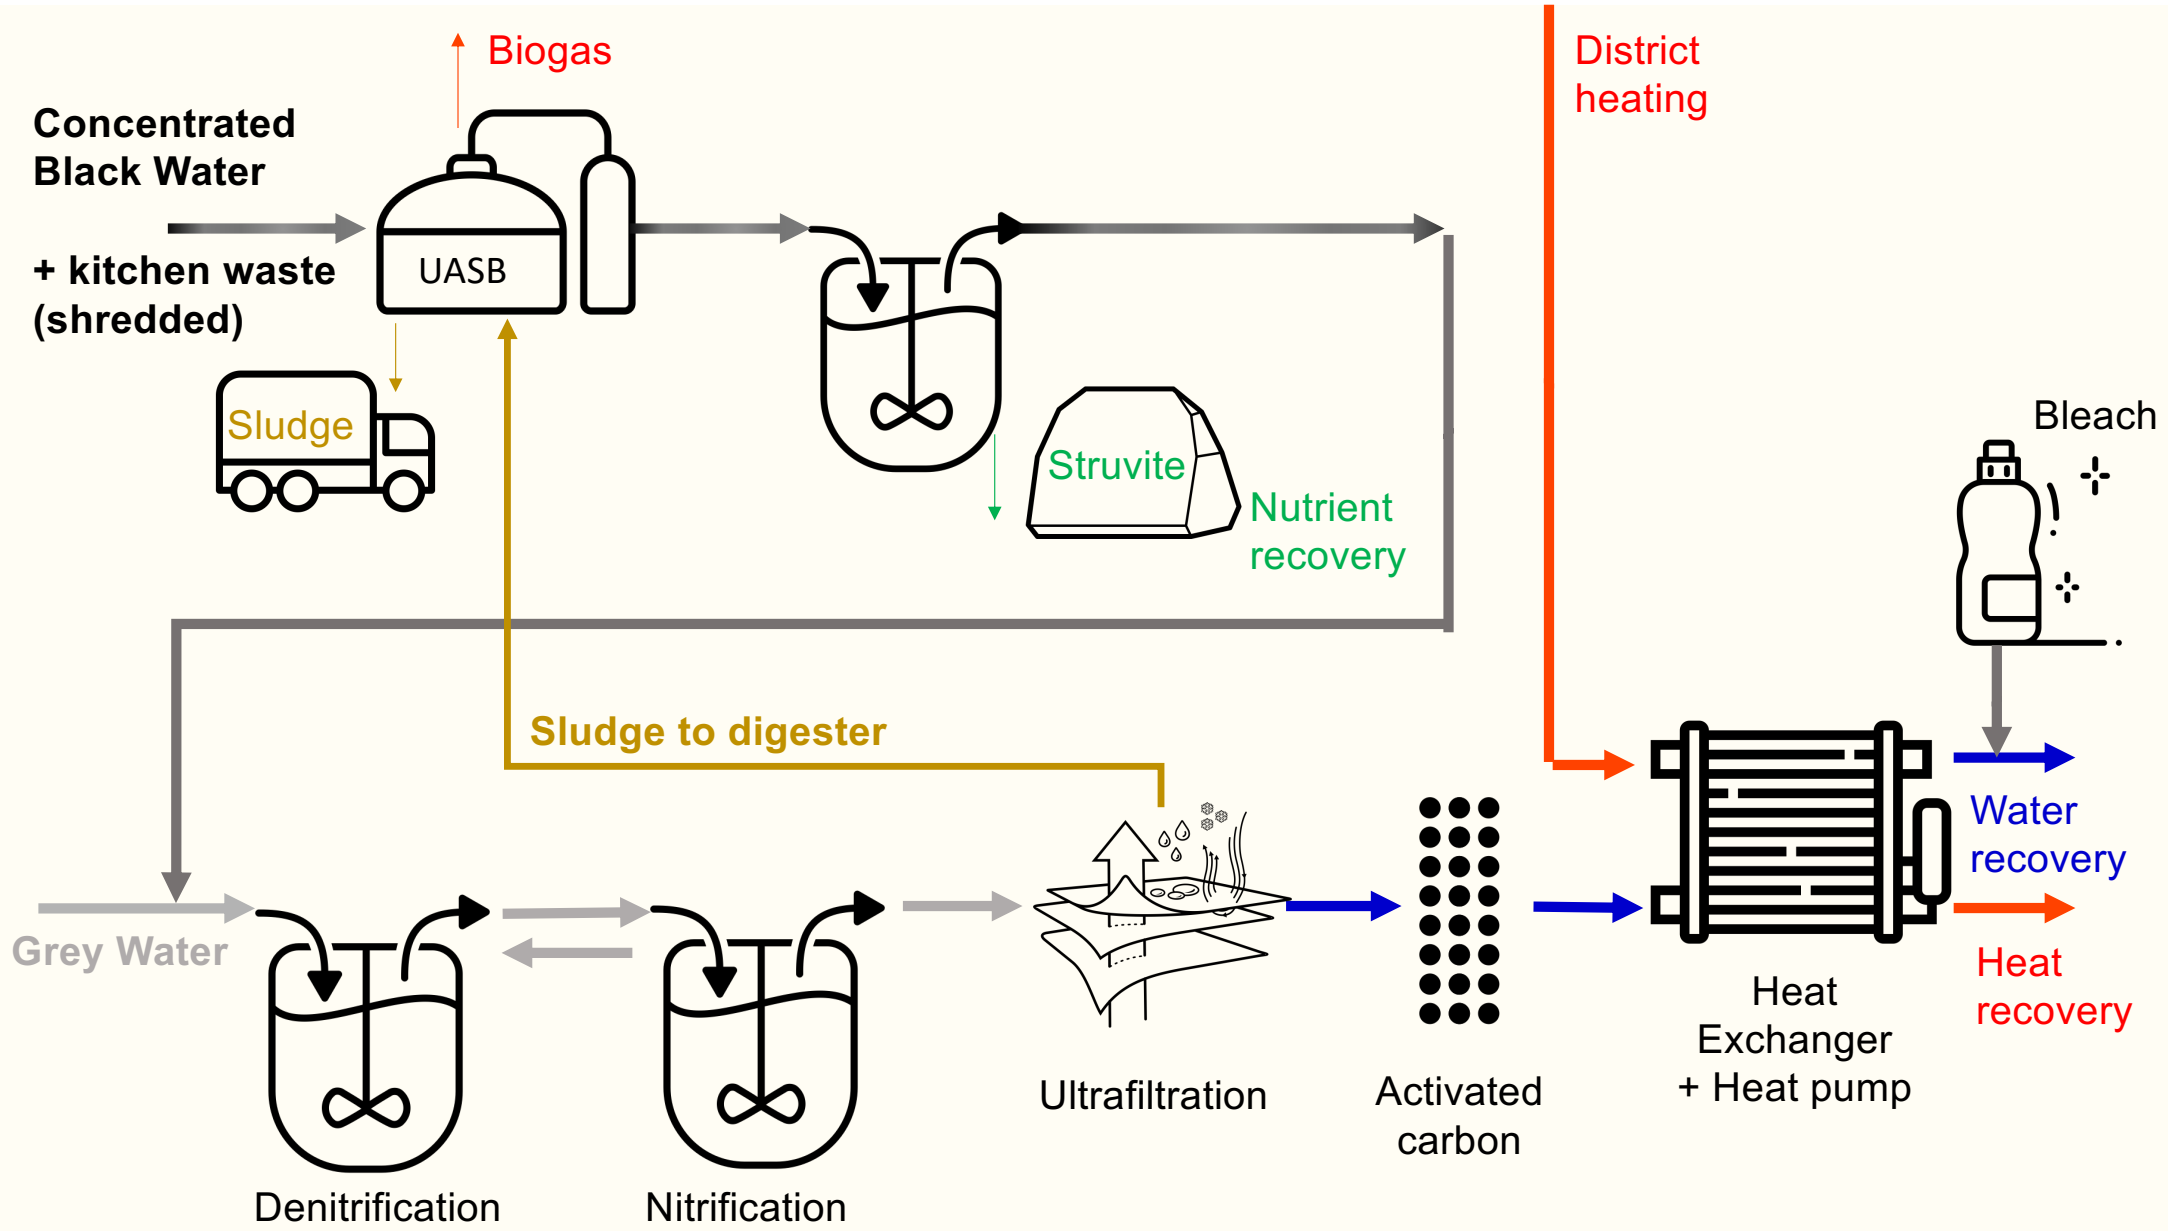 Biogas
District
heating
Concentrated
Black Water
+ kitchen waste
(shredded)
UASB
Sludge
Struvite
Nutrient
recovery
Bleach
Sludge to digester
Water
recovery
Grey Water
Heat
recovery
Heat
Exchanger
+ Heat pump
Ultrafiltration
Activated
carbon
Denitrification
Nitrification